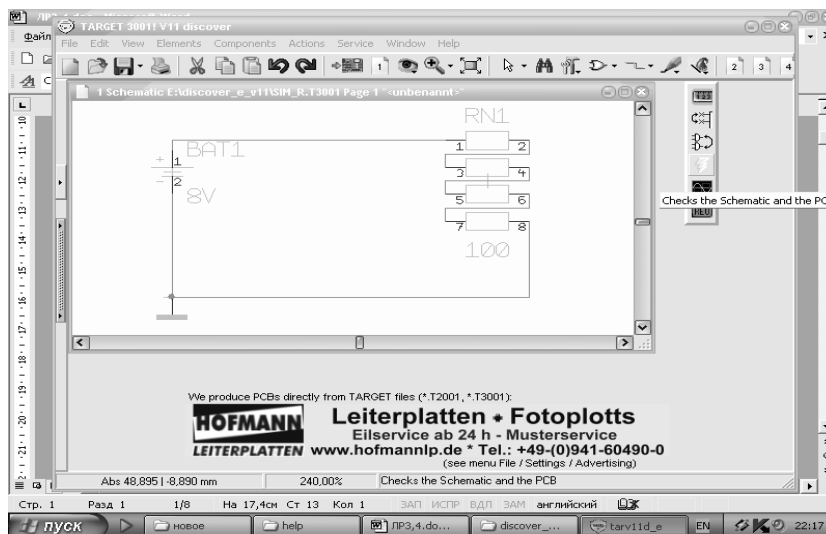 TARGET 3001! V11 discover
Файл
File Edit View Elements Components Actions Service Window Help
1 2 3 4
1 Schematic E:\discover_e_v11\SIM_R.T3001 Page 1 "<unbenannt>"
RN1
BAT1
+ 1
- 2
8V
1 2
3 4
5 6
7 8
100
Checks the Schematic and the PC
We produce PCBs directly from TARGET files (*.T2001, *.T3001):
HOFMANN
LEITERPLATTEN
Leiterplatten + Fotoplotts
Eilservice ab 24 h - Musterservice
www.hofmannlp.de * Tel.: +49-(0)941-60490-0
(see menu File / Settings / Advertising)
Abs 48,895 | -8,890 mm 240,00% Checks the Schematic and the PCB
Стр. 1 Разд 1 1/8 На 17,4см Ст 13 Кол 1 ЗАП ИСПР ВДЛ ЗАМ английский
пуск новое help ЛР3,4.do... discover_... tarv11d_e EN 22:17